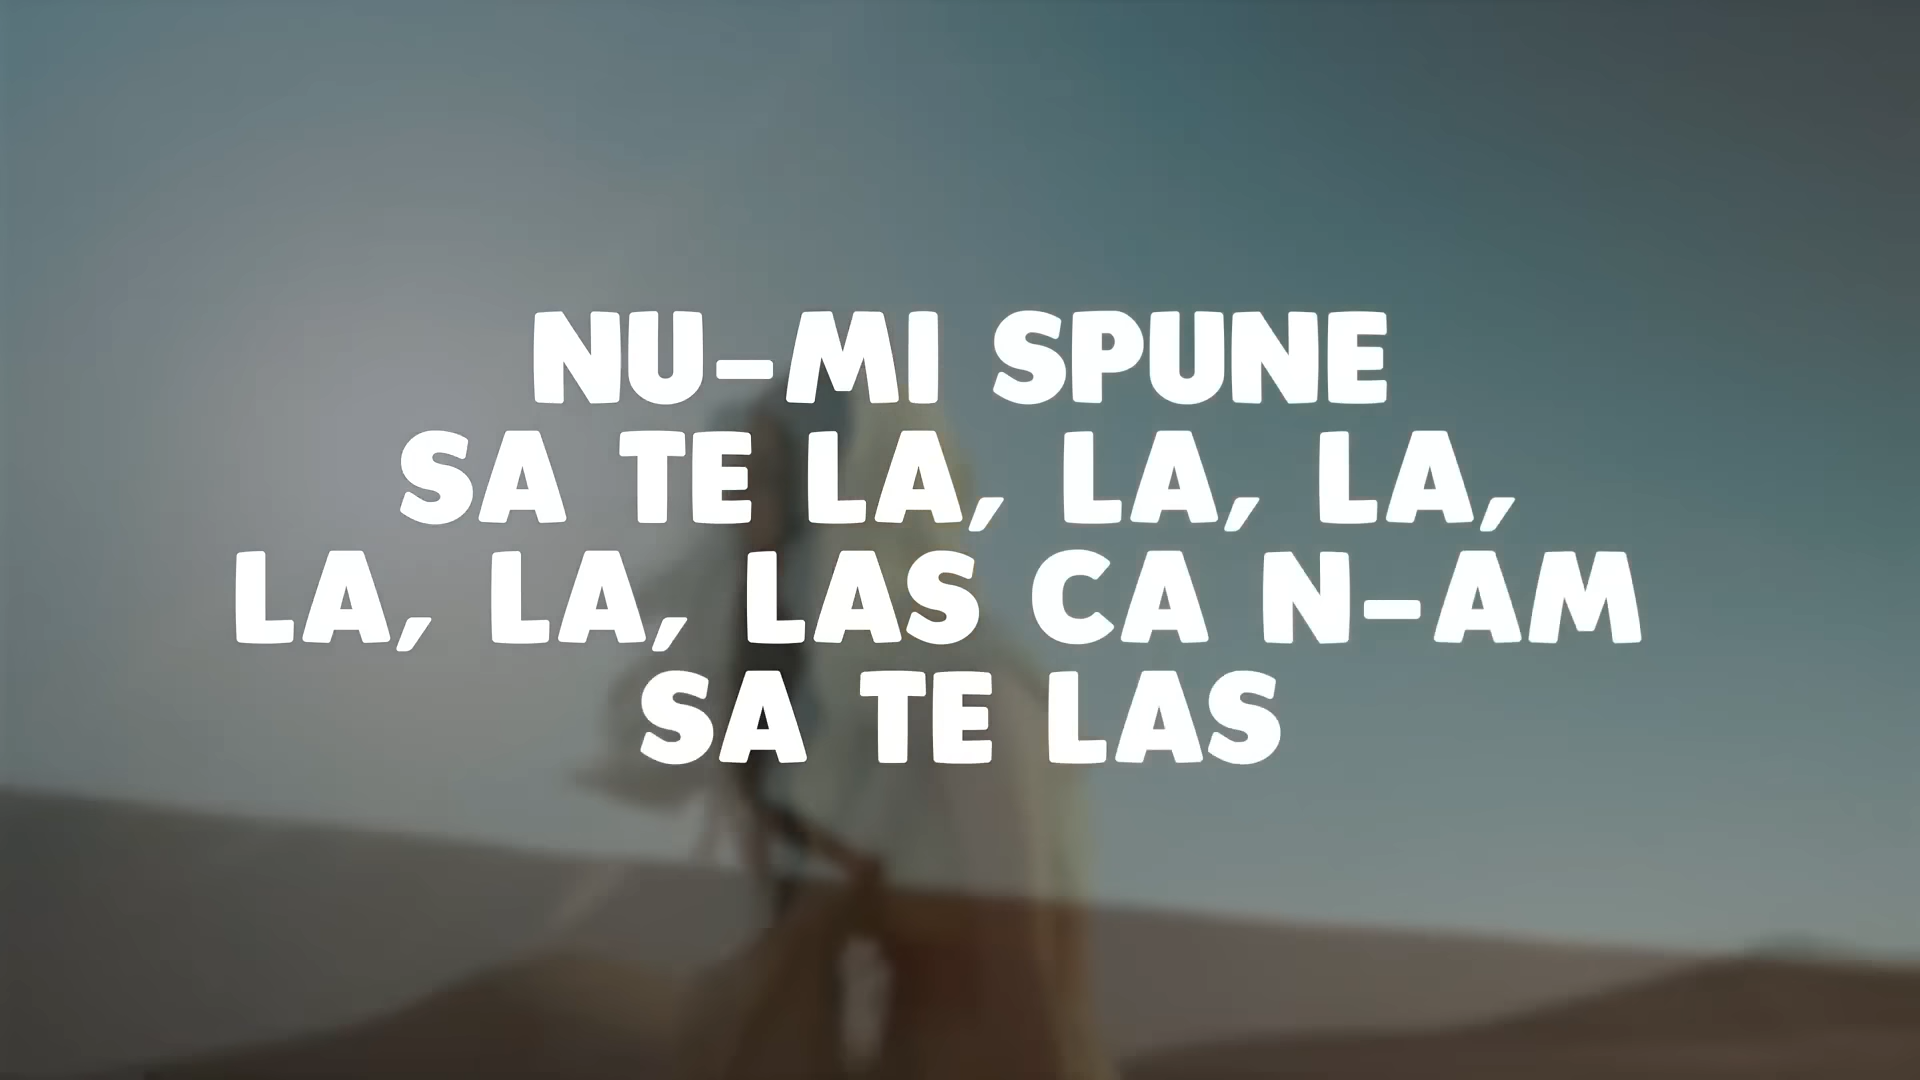 NU-MI SPUNE
SA TE LA, LA, LA,
LA, LA, LAS CA N-AM
SA TE LAS